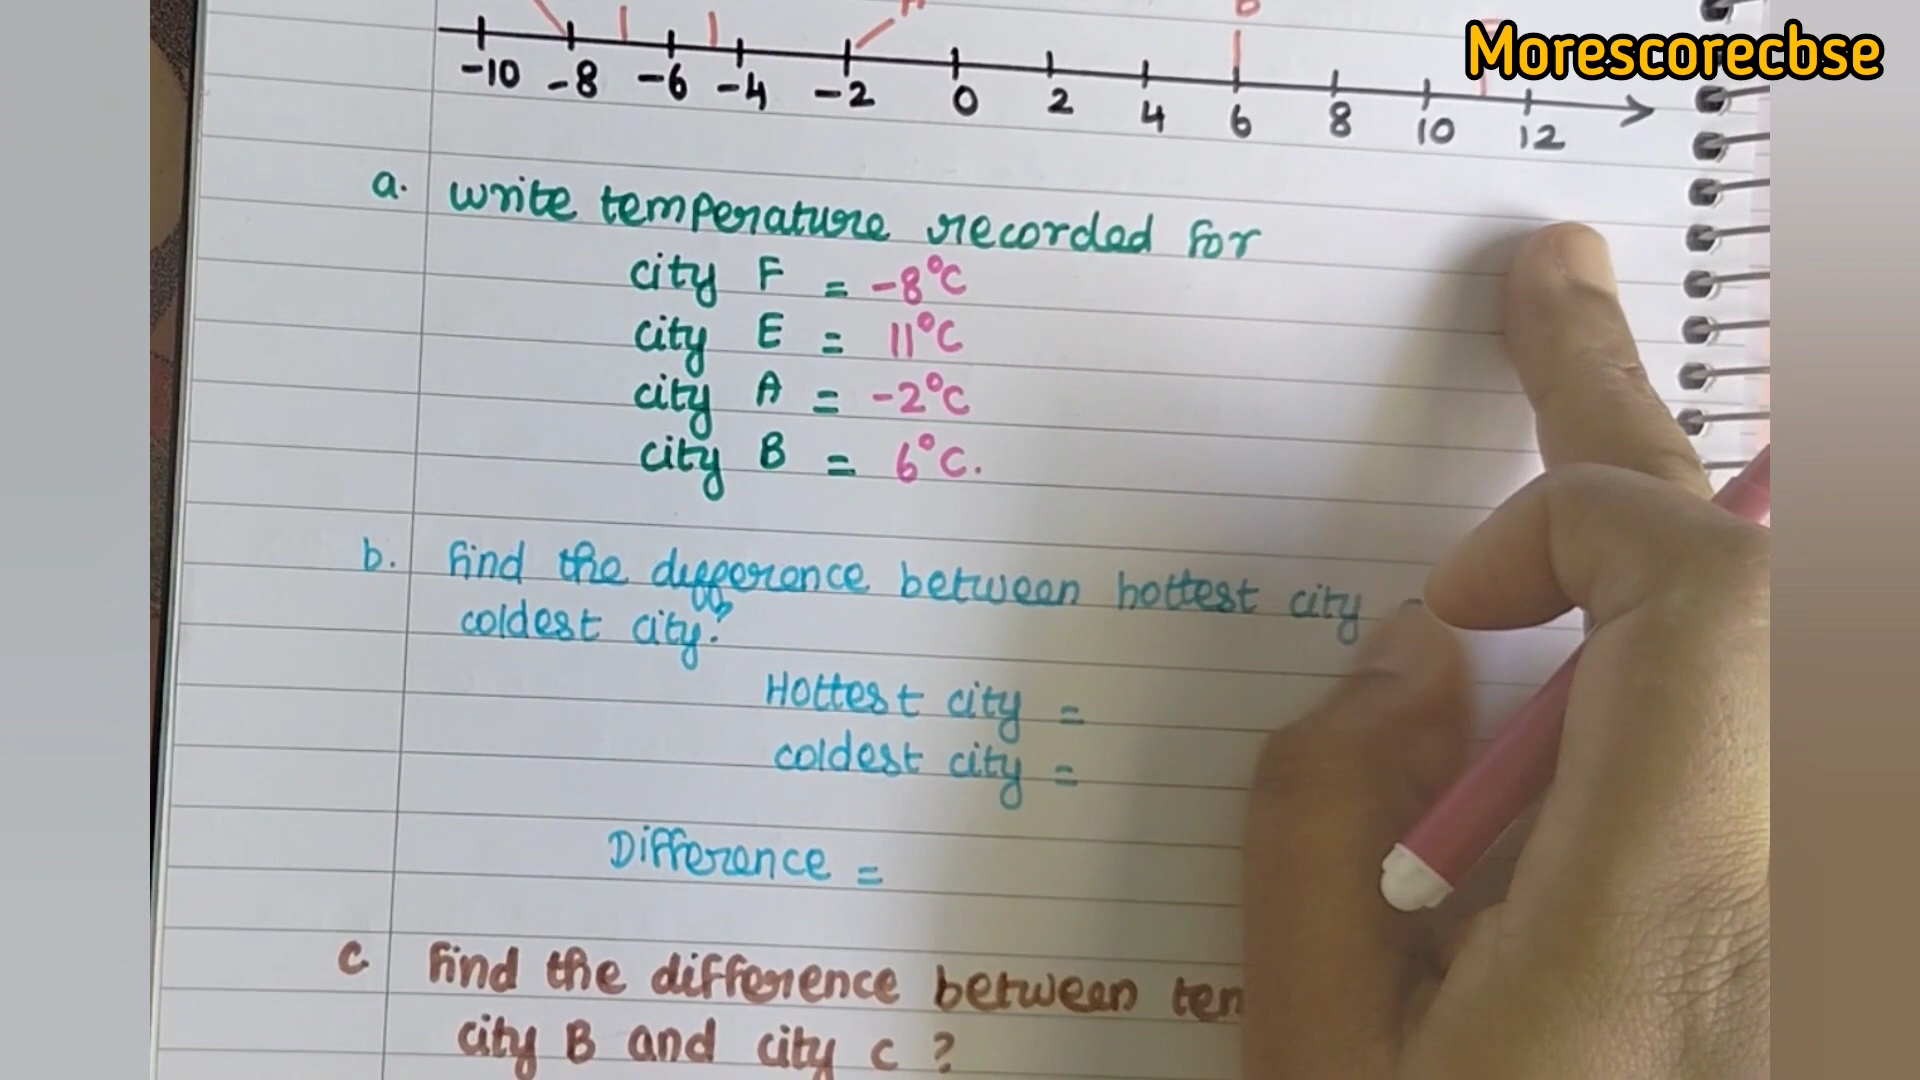 Morescorecbse
-10 -8 -6 -4 -2 0 2 4 6 8 10 12
a. write temperature recorded for
city F = -8°C
city E = 11°C
city A = -2°C
city B = 6°C.
b. find the difference between hottest city
coldest city?
Hottest city =
coldest city =
Difference =
c find the difference between tem
city B and city c ?